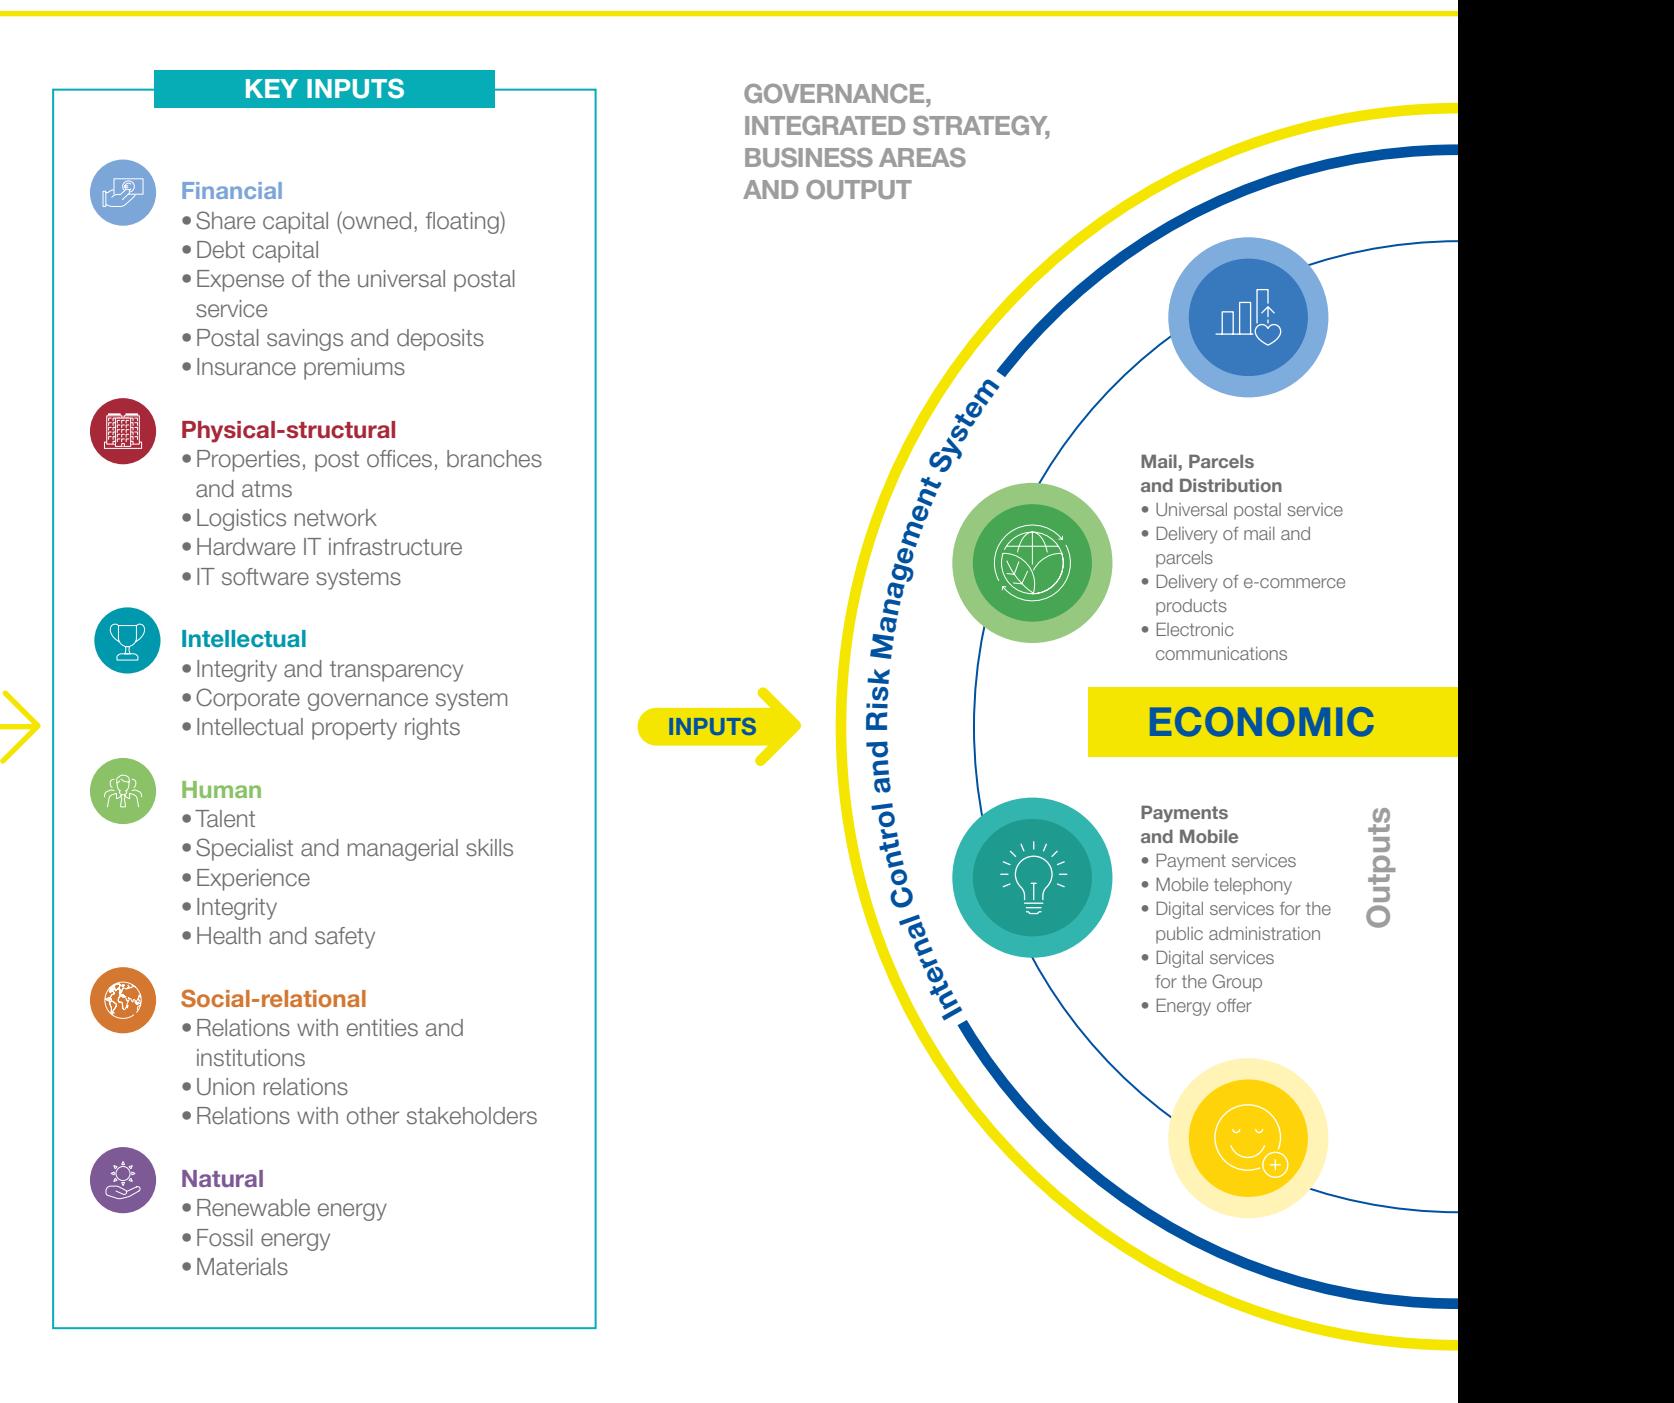 KEY INPUTS
Financial
• Share capital (owned, floating)
• Debt capital
• Expense of the universal postal
service
• Postal savings and deposits
• Insurance premiums
Physical-structural
• Properties, post offices, branches
and atms
• Logistics network
• Hardware IT infrastructure
• IT software systems
Intellectual
• Integrity and transparency
• Corporate governance system
• Intellectual property rights
Human
• Talent
• Specialist and managerial skills
• Experience
• Integrity
• Health and safety
Social-relational
• Relations with entities and
institutions
• Union relations
• Relations with other stakeholders
Natural
• Renewable energy
• Fossil energy
• Materials
INPUTS
GOVERNANCE,
INTEGRATED STRATEGY,
BUSINESS AREAS
AND OUTPUT
Internal Control and Risk Management System
Mail, Parcels
and Distribution
• Universal postal service
• Delivery of mail and
parcels
• Delivery of e-commerce
products
• Electronic
communications
ECONOMIC
Payments
and Mobile
• Payment services
• Mobile telephony
• Digital services for the
public administration
• Digital services
for the Group
• Energy offer
Outputs